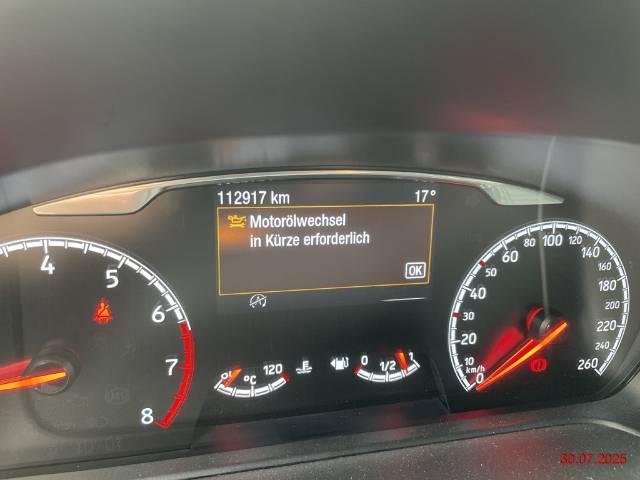 112917 km 17°
Motorölwechsel
in Kürze erforderlich
OK
4 5 6 7 8
0° °C 120
0 1/2 1
0 10 20 30 40 50 60 80 100 120 140 160 180 200 220 240 260
km/h
30.07.2025